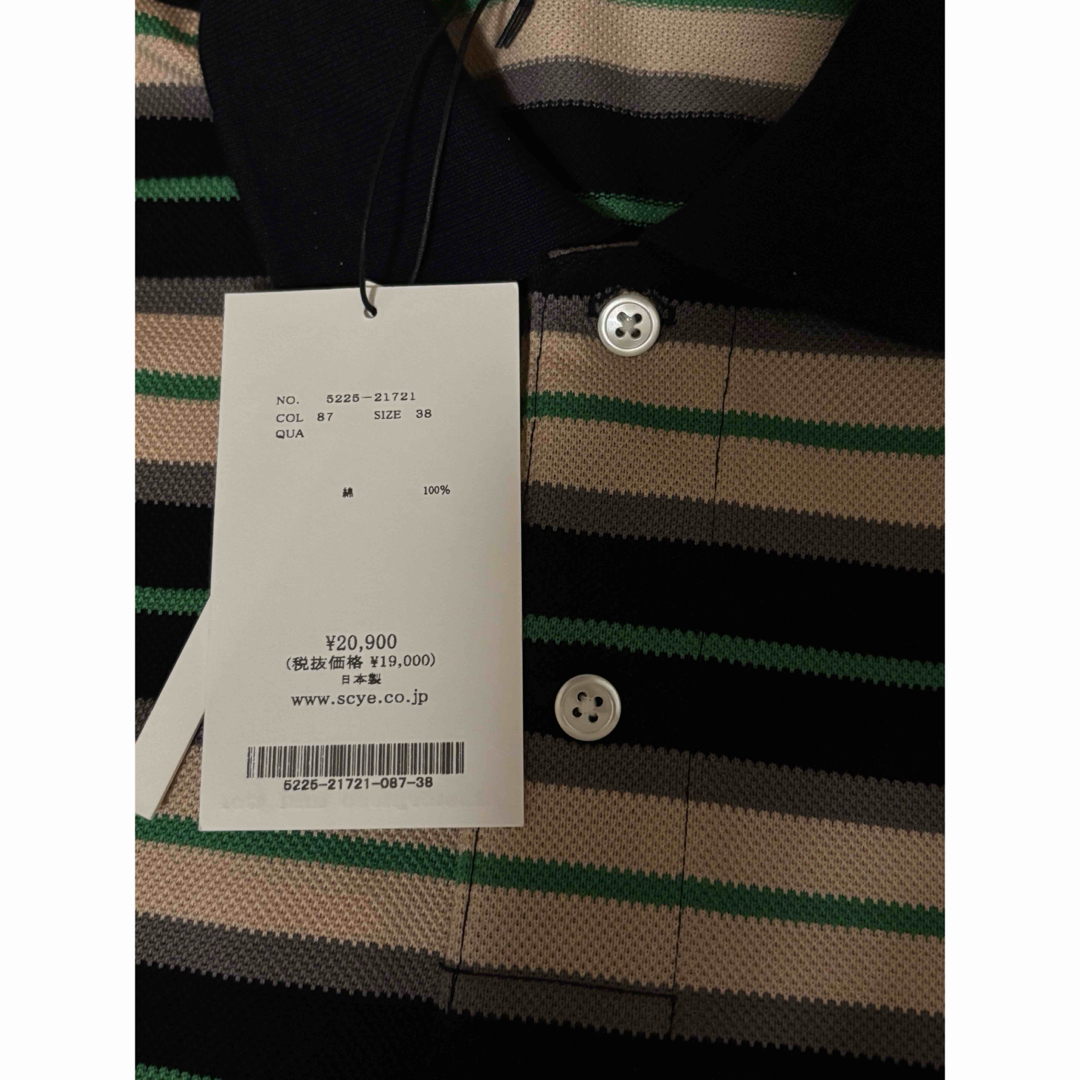 NO. 5225-21721
COL 87 SIZE 38
QUA
綿 100%
¥20,900
(税抜価格 ¥19,000)
日本製
www.scye.co.jp
5225-21721-087-38